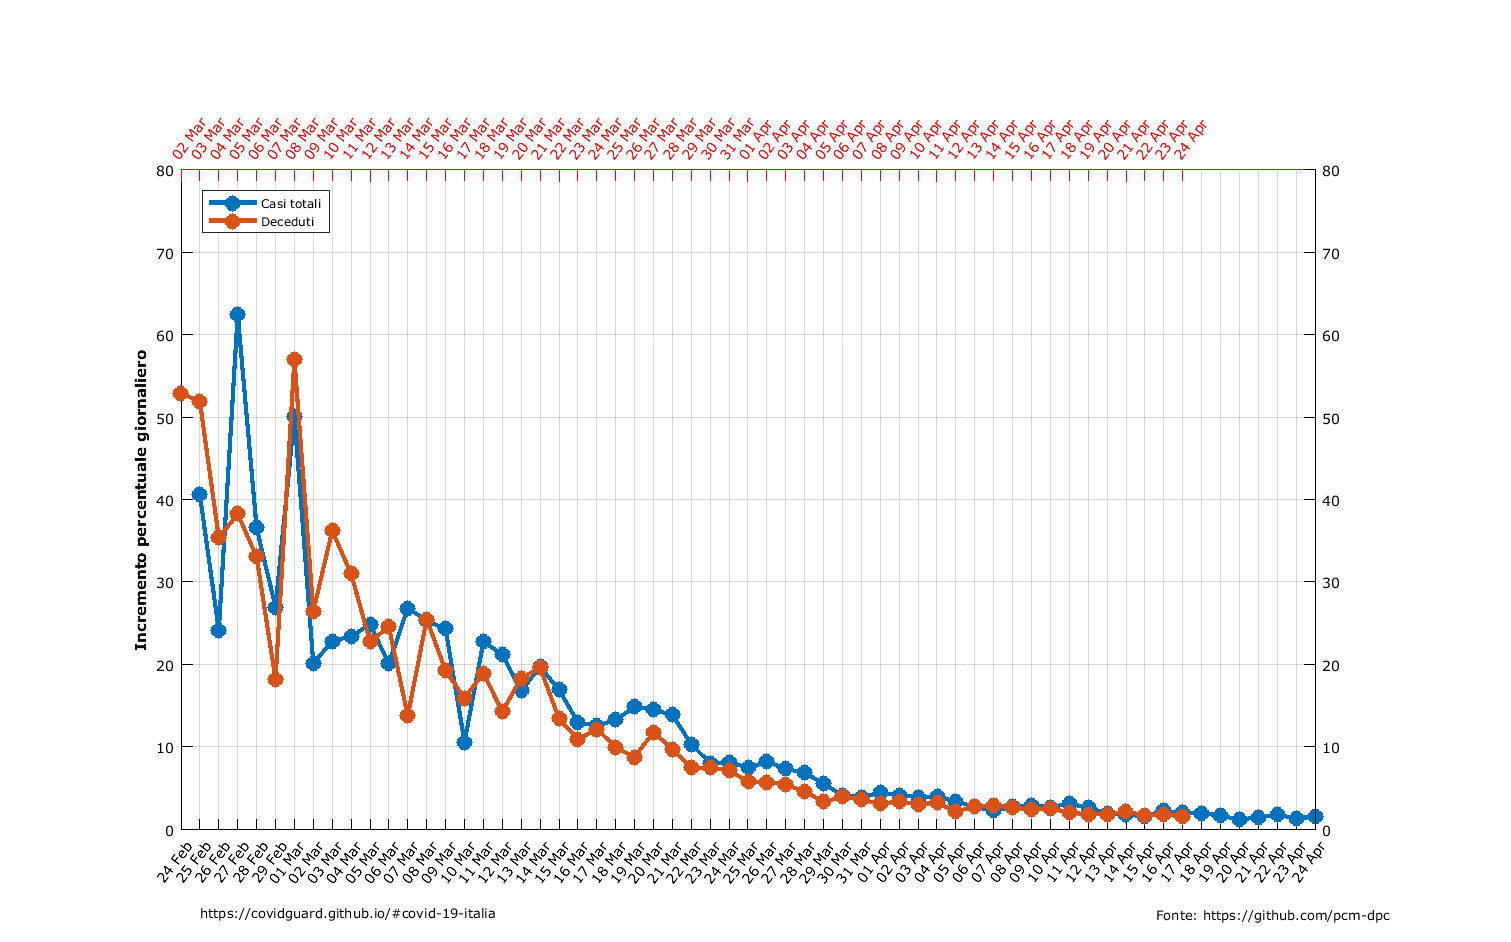 02 Mar 03 Mar 04 Mar 05 Mar 06 Mar 07 Mar 08 Mar 09 Mar 10 Mar 11 Mar 12 Mar 13 Mar 14 Mar 15 Mar 16 Mar 17 Mar 18 Mar 19 Mar 20 Mar 21 Mar 22 Mar 23 Mar 24 Mar 25 Mar 26 Mar 27 Mar 28 Mar 29 Mar 30 Mar 31 Mar 01 Apr 02 Apr 03 Apr 04 Apr 05 Apr 06 Apr 07 Apr 08 Apr 09 Apr 10 Apr 11 Apr 12 Apr 13 Apr 14 Apr 15 Apr 16 Apr 17 Apr 18 Apr 19 Apr 20 Apr 21 Apr 22 Apr 23 Apr 24 Apr
80 80
Casi totali
Deceduti
70 70
60 60
50 50
40 40
30 30
20 20
10 10
0 0
Incremento percentuale giornaliero
24 Feb 25 Feb 26 Feb 27 Feb 28 Feb 29 Feb 01 Mar 02 Mar 03 Mar 04 Mar 05 Mar 06 Mar 07 Mar 08 Mar 09 Mar 10 Mar 11 Mar 12 Mar 13 Mar 14 Mar 15 Mar 16 Mar 17 Mar 18 Mar 19 Mar 20 Mar 21 Mar 22 Mar 23 Mar 24 Mar 25 Mar 26 Mar 27 Mar 28 Mar 29 Mar 30 Mar 31 Mar 01 Apr 02 Apr 03 Apr 04 Apr 05 Apr 06 Apr 07 Apr 08 Apr 09 Apr 10 Apr 11 Apr 12 Apr 13 Apr 14 Apr 15 Apr 16 Apr 17 Apr 18 Apr 19 Apr 20 Apr 21 Apr 22 Apr 23 Apr 24 Apr
https://covidguard.github.io/#covid-19-italia
Fonte: https://github.com/pcm-dpc